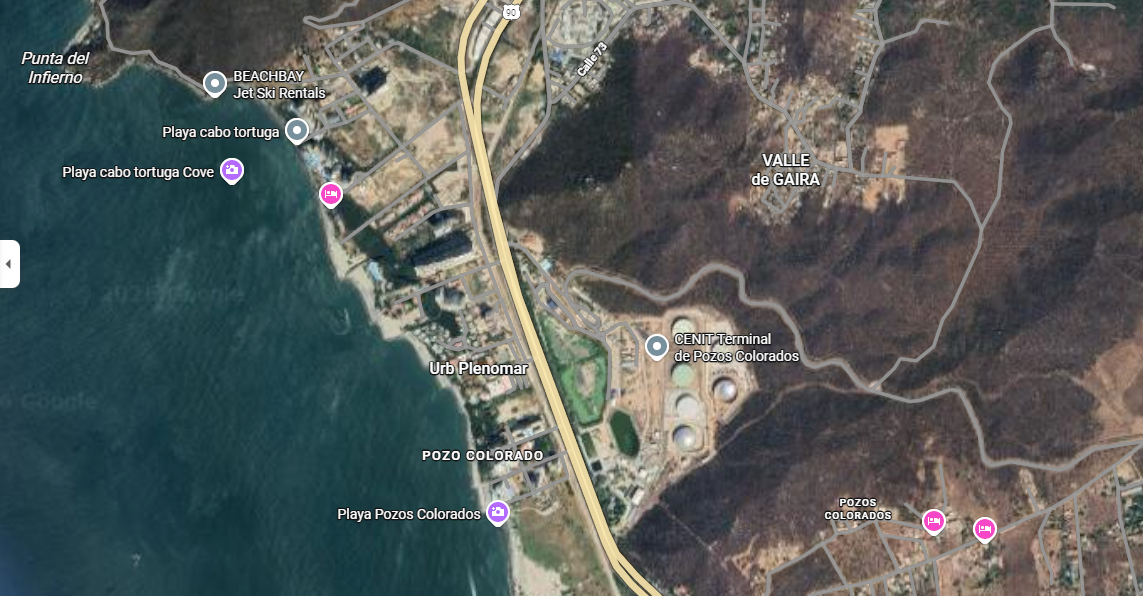 90
Punta del
Infierno
Calle 73
BEACHBAY
Jet Ski Rentals
Playa cabo tortuga
VALLE
de GAIRA
Playa cabo tortuga Cove
CENIT Terminal
de Pozos Colorados
Urb Plenomar
Google
POZO COLORADO
POZOS
COLORADOS
Playa Pozos Colorados